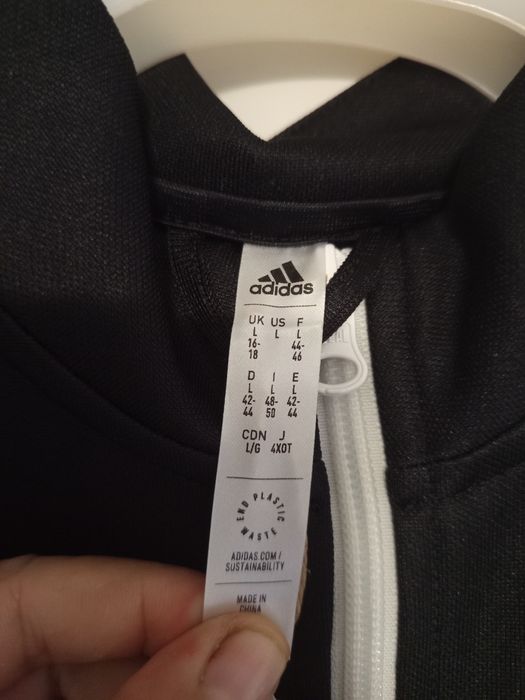 adidas
UK US F
L L L
16- 44-
18 46
D I E
L L L
42- 48- 42-
44 50 44
CDN J
L/G 4XOT
END PLASTIC WASTE
ADIDAS.COM/
SUSTAINABILITY
MADE IN
CHINA